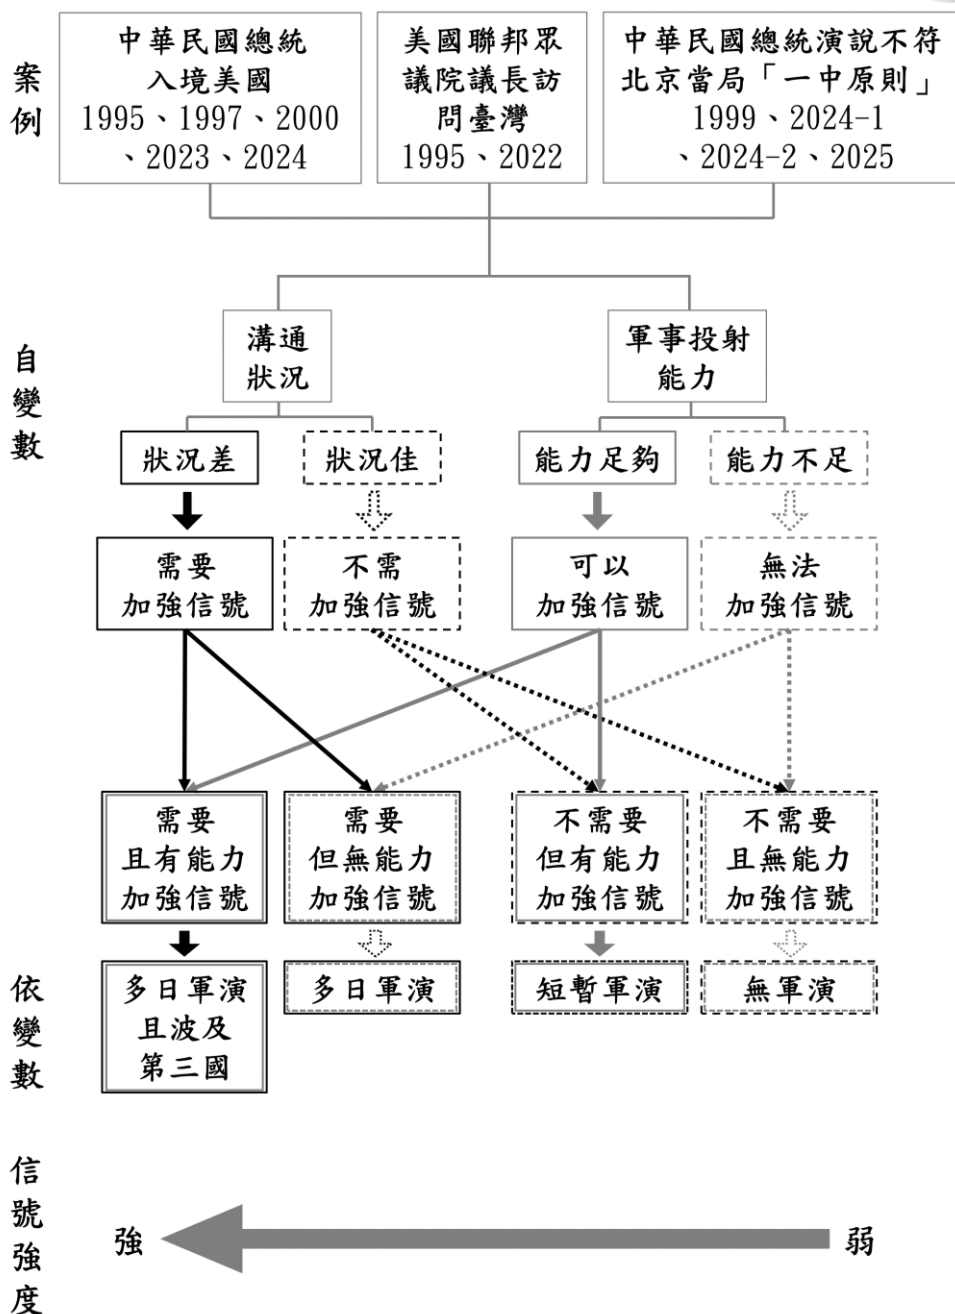 案例
中華民國總統
入境美國
1995、1997、2000
、2023、2024
美國聯邦眾
議院議長訪
問臺灣
1995、2022
中華民國總統演說不符
北京當局「一中原則」
1999、2024-1
、2024-2、2025
自變數
溝通
狀況
軍事投射
能力
狀況差
狀況佳
能力足夠
能力不足
需要
加強信號
不需
加強信號
可以
加強信號
無法
加強信號
需要
且有能力
加強信號
需要
但無能力
加強信號
不需要
但有能力
加強信號
不需要
且無能力
加強信號
依變數
多日軍演
且波及
第三國
多日軍演
短暫軍演
無軍演
信號強度
強
弱